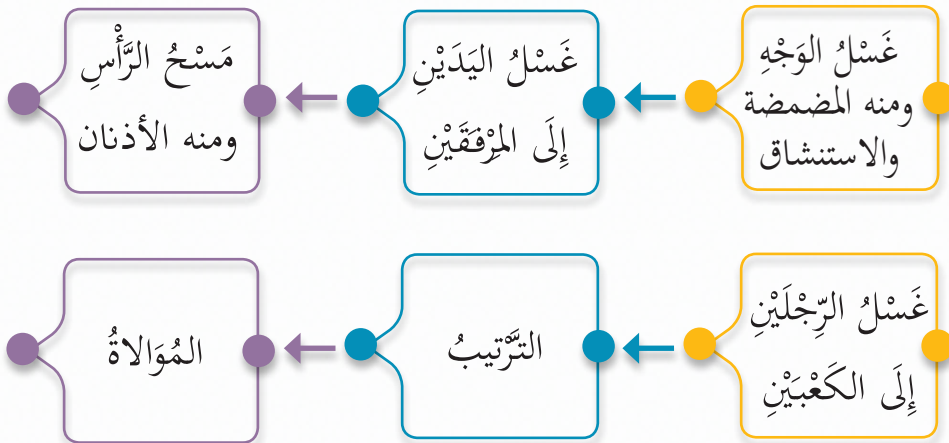 غَسْلُ الوَجْهِ
ومنه المضمضة
والاستنشاق
غَسْلُ اليَدَيْنِ
إِلَى المِرْفَقَيْنِ
مَسْحُ الرَّأْسِ
ومنه الأذنان
غَسْلُ الرِّجْلَيْنِ
إِلَى الكَعْبَيْنِ
التَّرْتِيبُ
المُوَالاةُ